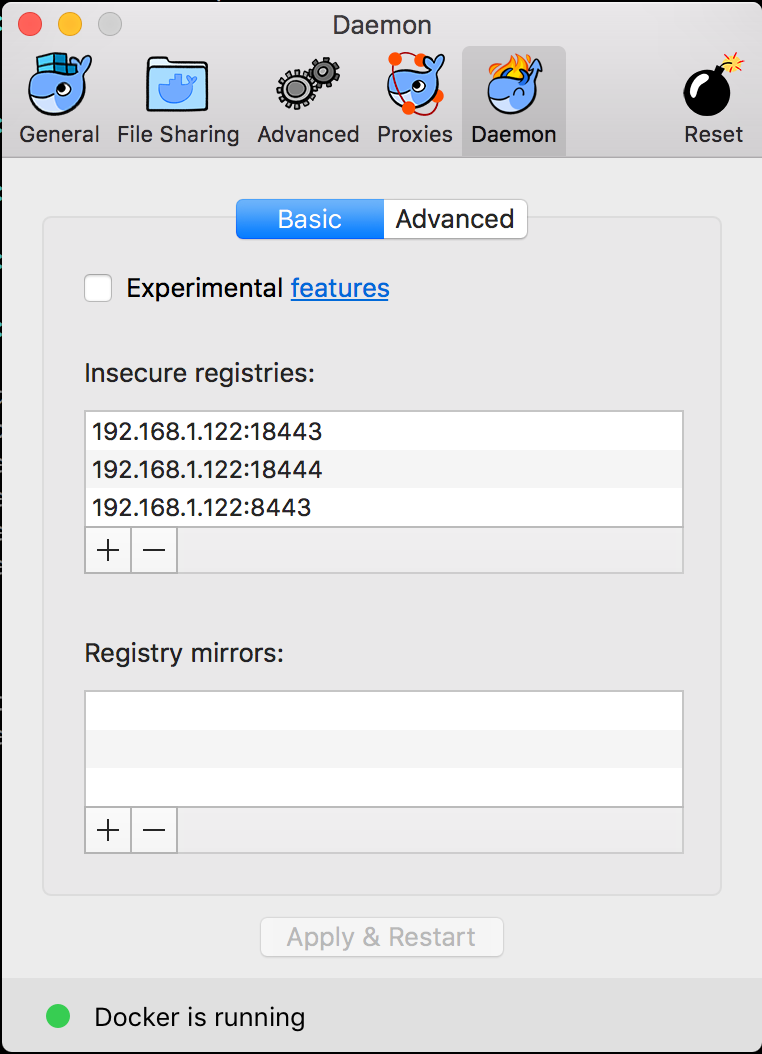 Daemon
General File Sharing Advanced Proxies Daemon Reset
Basic Advanced
Experimental features
Insecure registries:
192.168.1.122:18443
192.168.1.122:18444
192.168.1.122:8443
Registry mirrors:
Apply & Restart
Docker is running